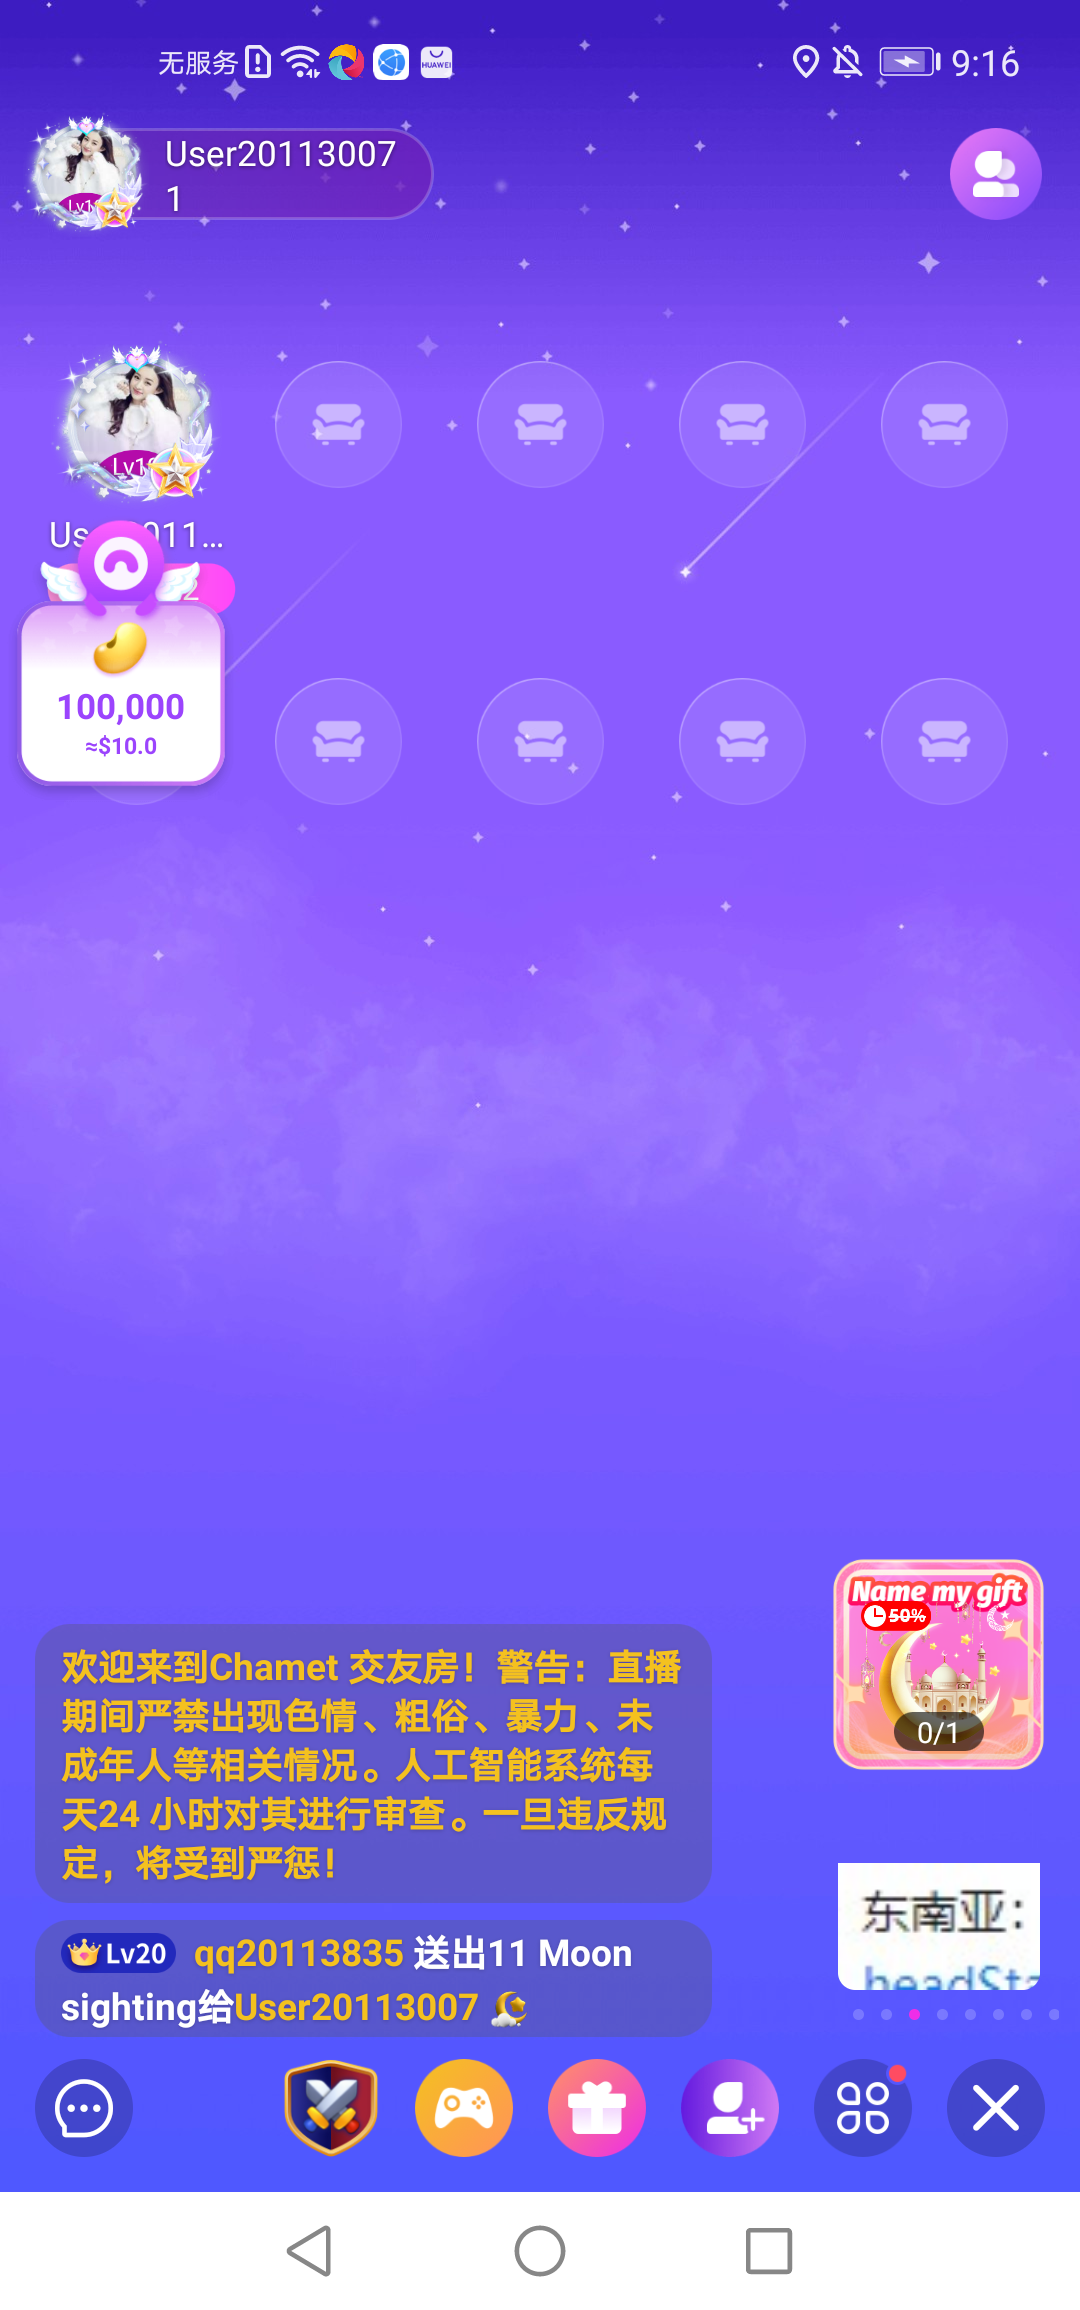 无服务
HUAWEI
9:16
User20113007
1
Us
011...
2
100,000
≈$10.0
Name my gift
50%
0/1
欢迎来到Chamet 交友房！警告：直播
期间严禁出现色情、粗俗、暴力、未
成年人等相关情况。人工智能系统每
天24 小时对其进行审查。一旦违反规
定，将受到严惩！
东南亚：
Lv20 qq20113835 送出11 Moon
sighting给User20113007